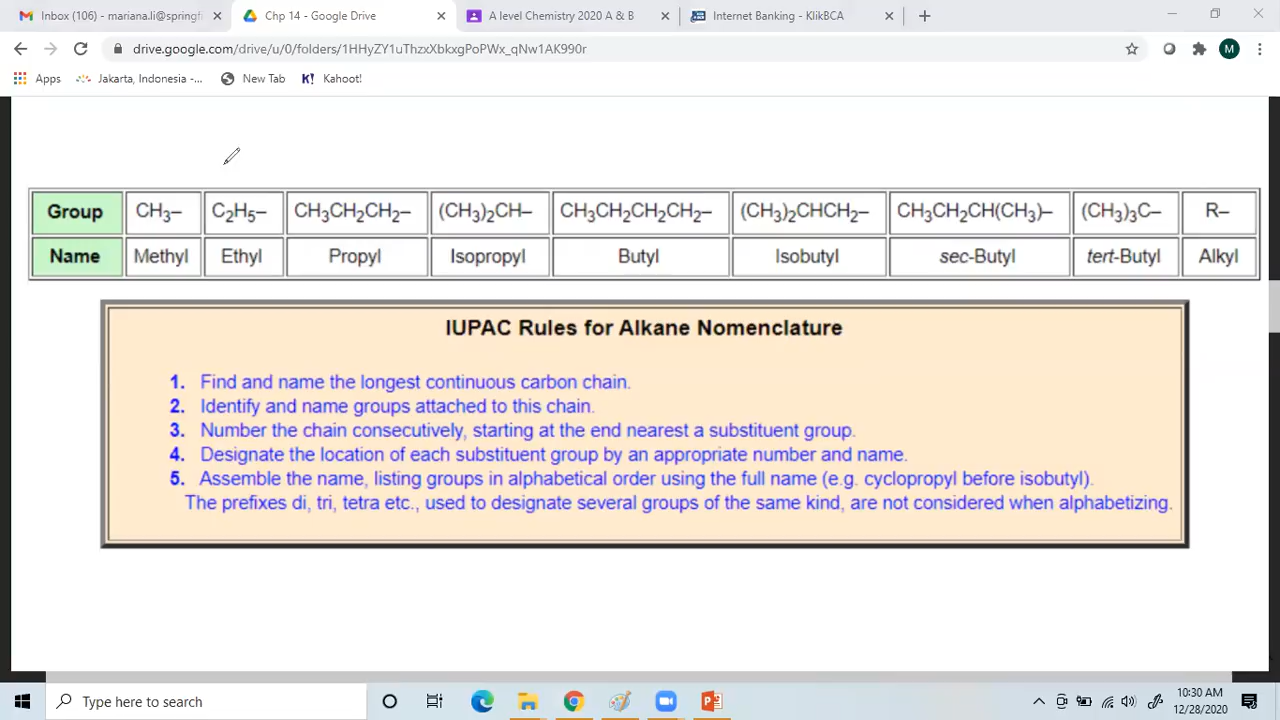 Inbox (106) - mariana.li@springf
Chp 14 - Google Drive
A level Chemistry 2020 A & B
Internet Banking - KlikBCA
drive.google.com/drive/u/0/folders/1HHyZY1uThzxXbkxgPoPWx_qNw1AK990r
M
Apps
Jakarta, Indonesia -...
New Tab
K! Kahoot!
Group CH₃– C₂H₅– CH₃CH₂CH₂– (CH₃)₂CH– CH₃CH₂CH₂CH₂– (CH₃)₂CHCH₂– CH₃CH₂CH(CH₃)– (CH₃)₃C– R–
Name Methyl Ethyl Propyl Isopropyl Butyl Isobutyl sec-Butyl tert-Butyl Alkyl
IUPAC Rules for Alkane Nomenclature
1. Find and name the longest continuous carbon chain.
2. Identify and name groups attached to this chain.
3. Number the chain consecutively, starting at the end nearest a substituent group.
4. Designate the location of each substituent group by an appropriate number and name.
5. Assemble the name, listing groups in alphabetical order using the full name (e.g. cyclopropyl before isobutyl).
The prefixes di, tri, tetra etc., used to designate several groups of the same kind, are not considered when alphabetizing.
Type here to search
10:30 AM
12/28/2020